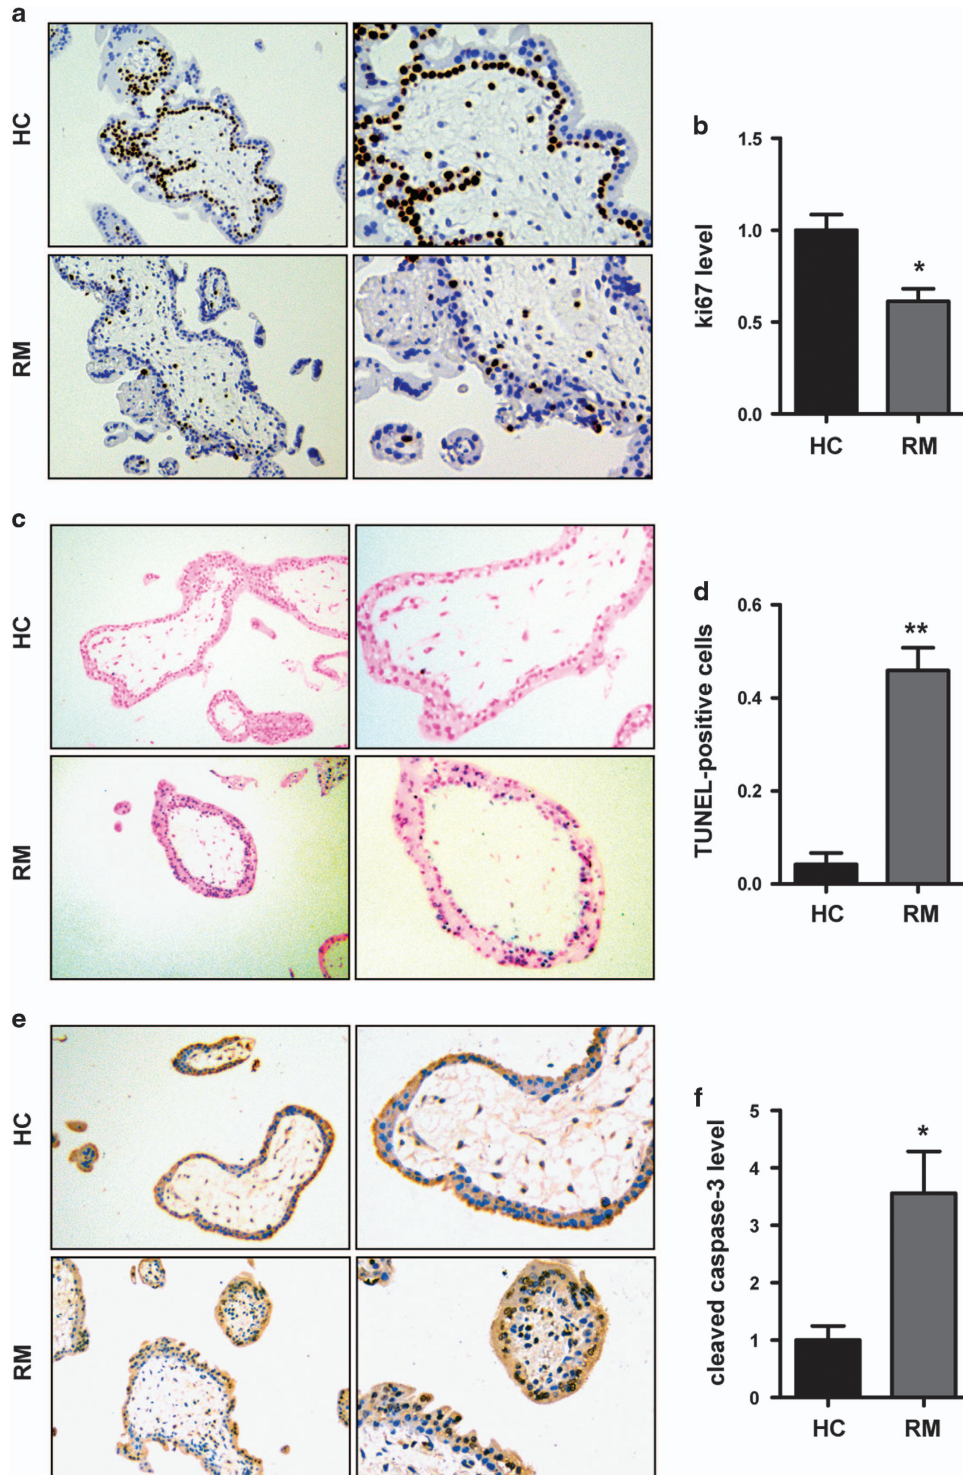 a
HC
RM
b
ki67 level
1.5
1.0
0.5
0.0
*
HC RM
c
HC
RM
d
TUNEL-positive cells
0.6
0.4
0.2
0.0
**
HC RM
e
HC
RM
f
cleaved caspase-3 level
5
4
3
2
1
0
*
HC RM